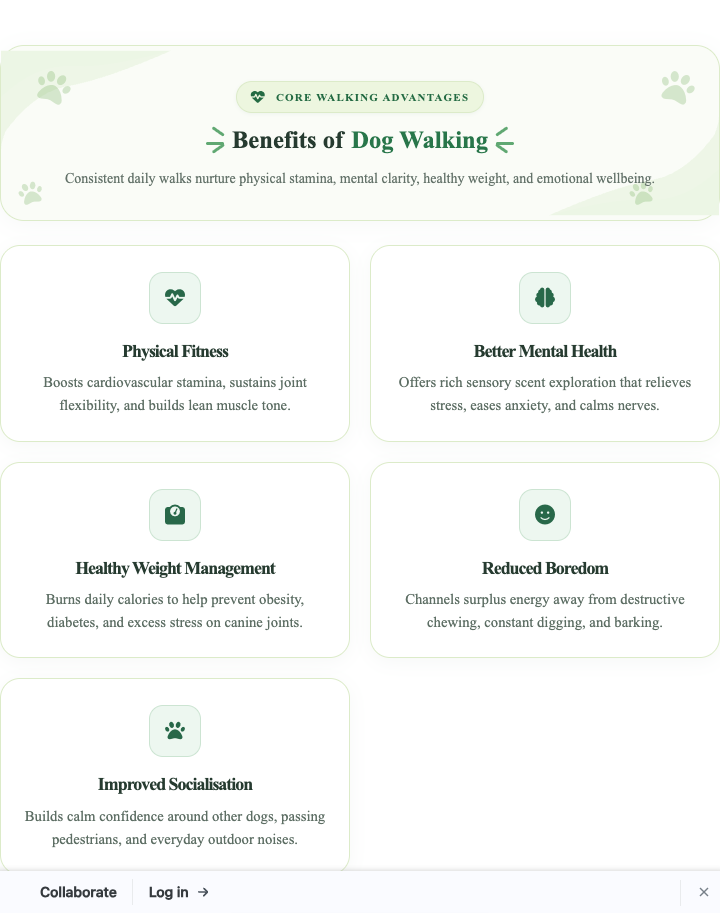 CORE WALKING ADVANTAGES
Benefits of Dog Walking
Consistent daily walks nurture physical stamina, mental clarity, healthy weight, and emotional wellbeing.
Physical Fitness
Boosts cardiovascular stamina, sustains joint
flexibility, and builds lean muscle tone.
Better Mental Health
Offers rich sensory scent exploration that relieves
stress, eases anxiety, and calms nerves.
Healthy Weight Management
Burns daily calories to help prevent obesity,
diabetes, and excess stress on canine joints.
Reduced Boredom
Channels surplus energy away from destructive
chewing, constant digging, and barking.
Improved Socialisation
Builds calm confidence around other dogs, passing
pedestrians, and everyday outdoor noises.
Collaborate Log in →